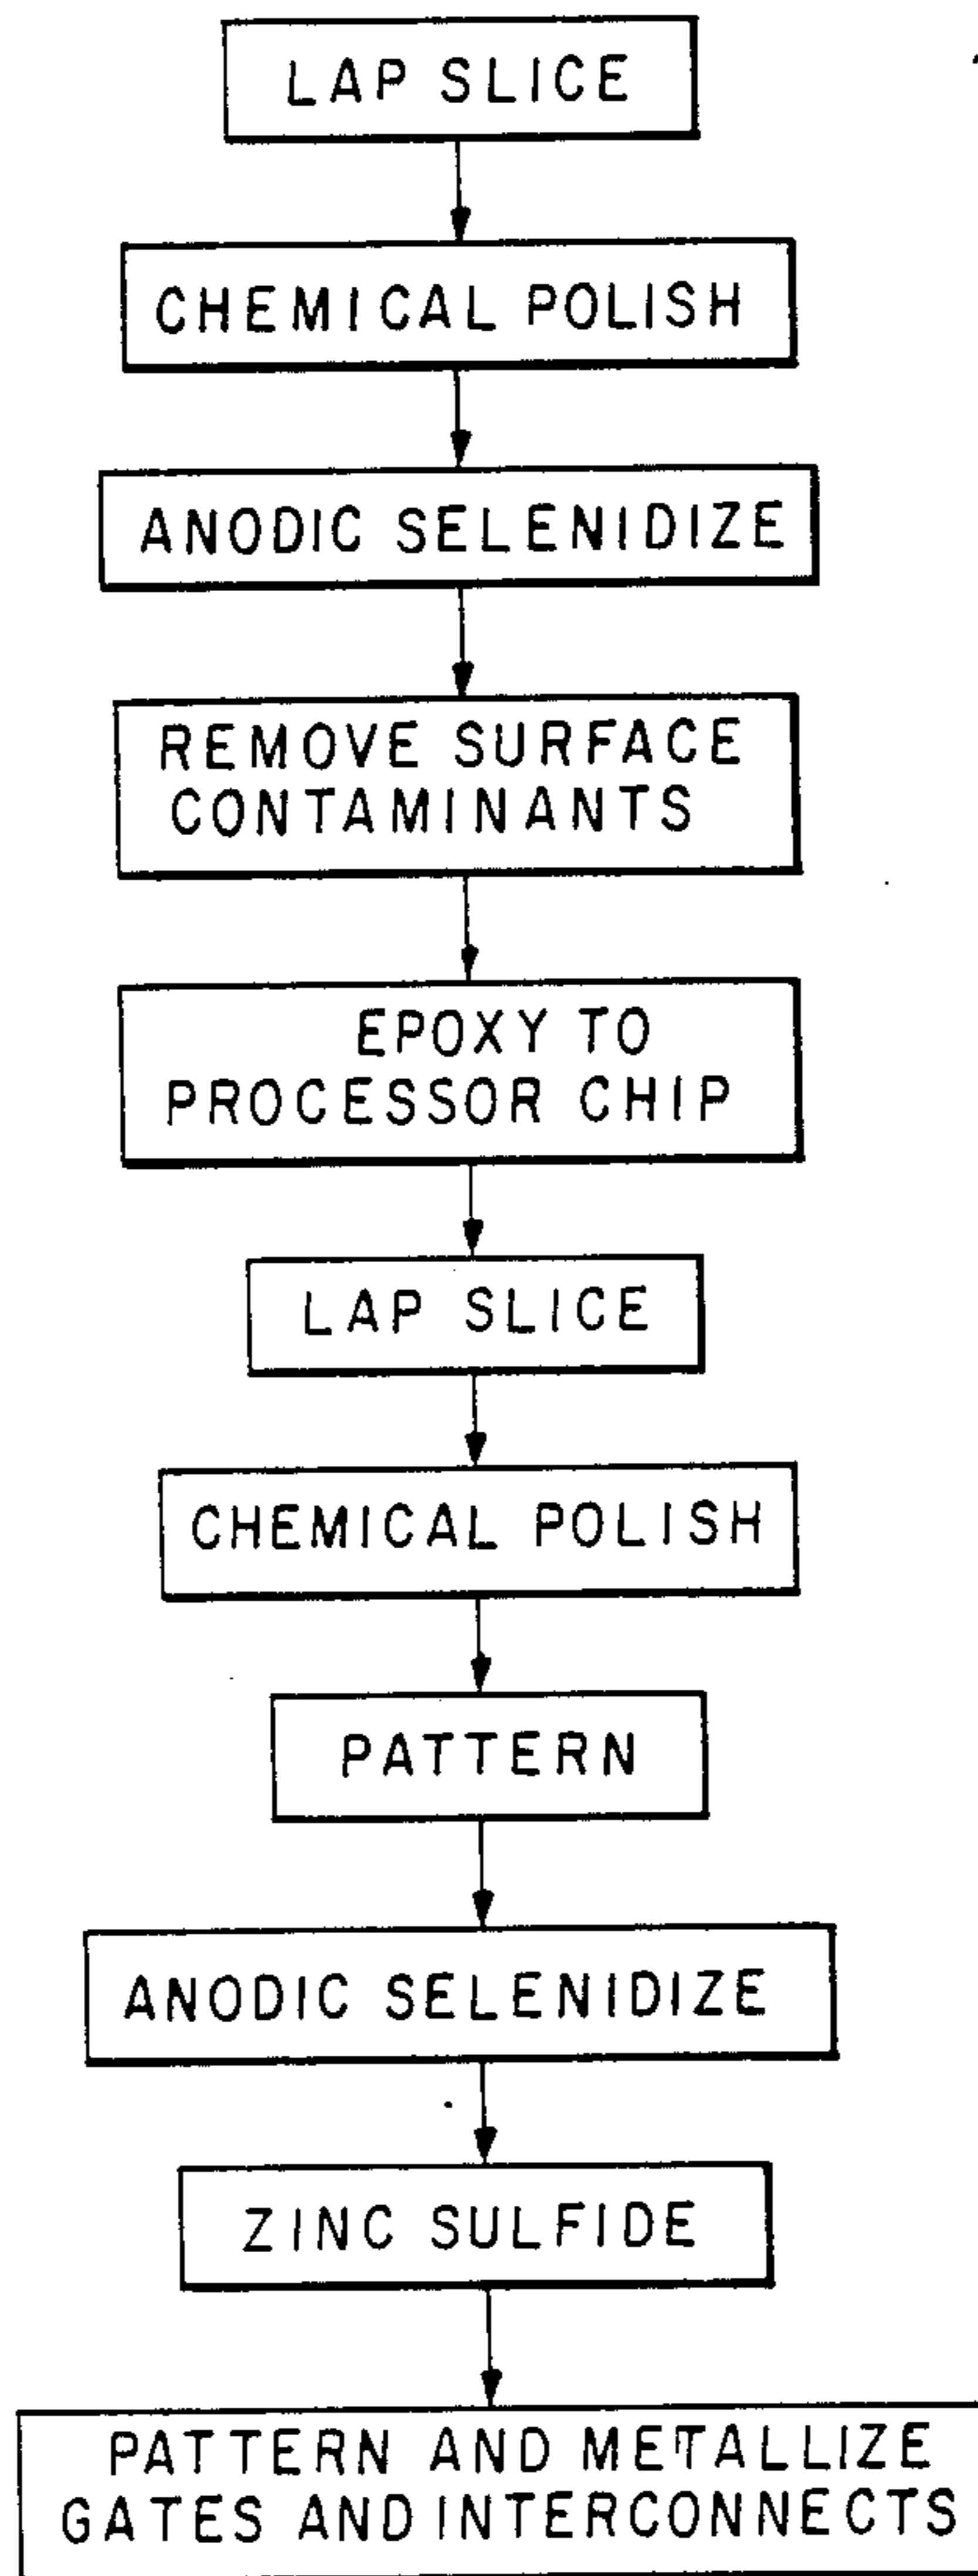 LAP SLICE
CHEMICAL POLISH
ANODIC SELENIDIZE
REMOVE SURFACE
CONTAMINANTS
EPOXY TO
PROCESSOR CHIP
LAP SLICE
CHEMICAL POLISH
PATTERN
ANODIC SELENIDIZE
ZINC SULFIDE
PATTERN AND METALLIZE
GATES AND INTERCONNECTS